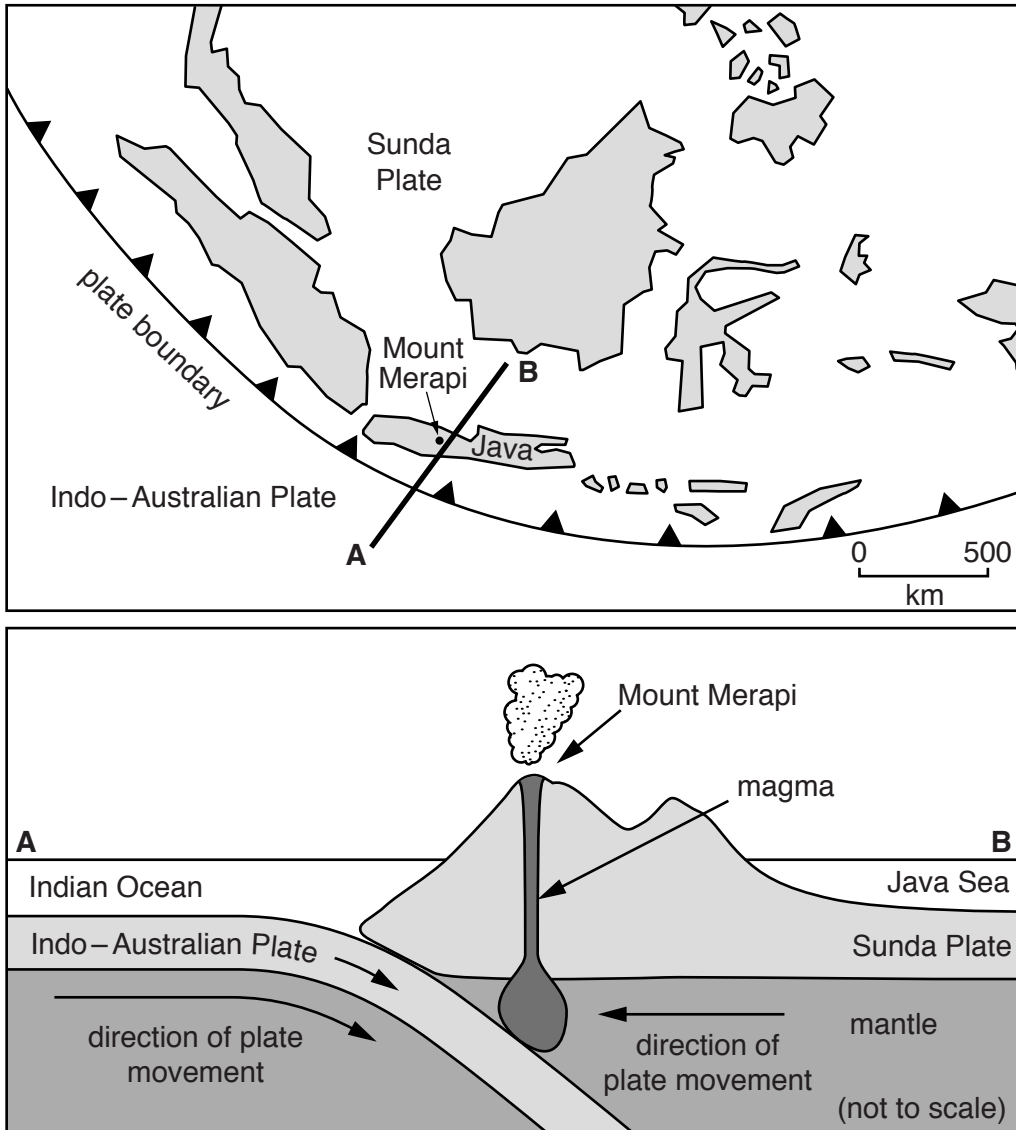 Sunda
Plate
plate boundary
Mount
Merapi
B
Java
Indo–Australian Plate
A
0 500
km
Mount Merapi
magma
A
B
Indian Ocean
Java Sea
Indo–Australian Plate
Sunda Plate
direction of plate
movement
direction of
plate movement
mantle
(not to scale)